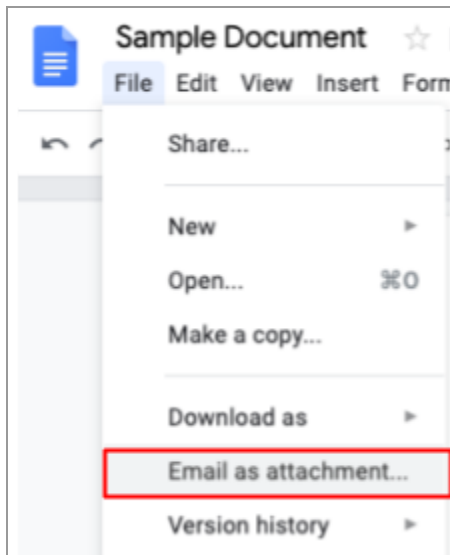 Sample Document
File Edit View Insert
Share...
New
Open... ⌘O
Make a copy...
Download as
Email as attachment...
Version history